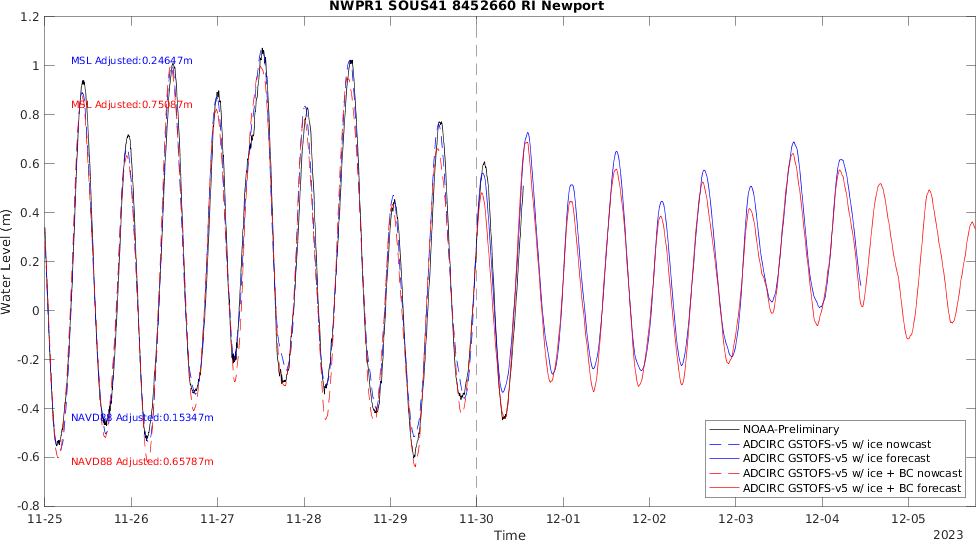 NWPR1 SOUS41 8452660 RI Newport
1.2
1
0.8
0.6
0.4
0.2
0
-0.2
-0.4
-0.6
-0.8
Water Level (m)
MSL Adjusted:0.24647m
MSL Adjusted:0.75087m
NAVD88 Adjusted:0.15347m
NAVD88 Adjusted:0.65787m
NOAA-Preliminary
ADCIRC GSTOFS-v5 w/ ice nowcast
ADCIRC GSTOFS-v5 w/ ice forecast
ADCIRC GSTOFS-v5 w/ ice + BC nowcast
ADCIRC GSTOFS-v5 w/ ice + BC forecast
11-25 11-26 11-27 11-28 11-29 11-30 12-01 12-02 12-03 12-04 12-05
Time
2023